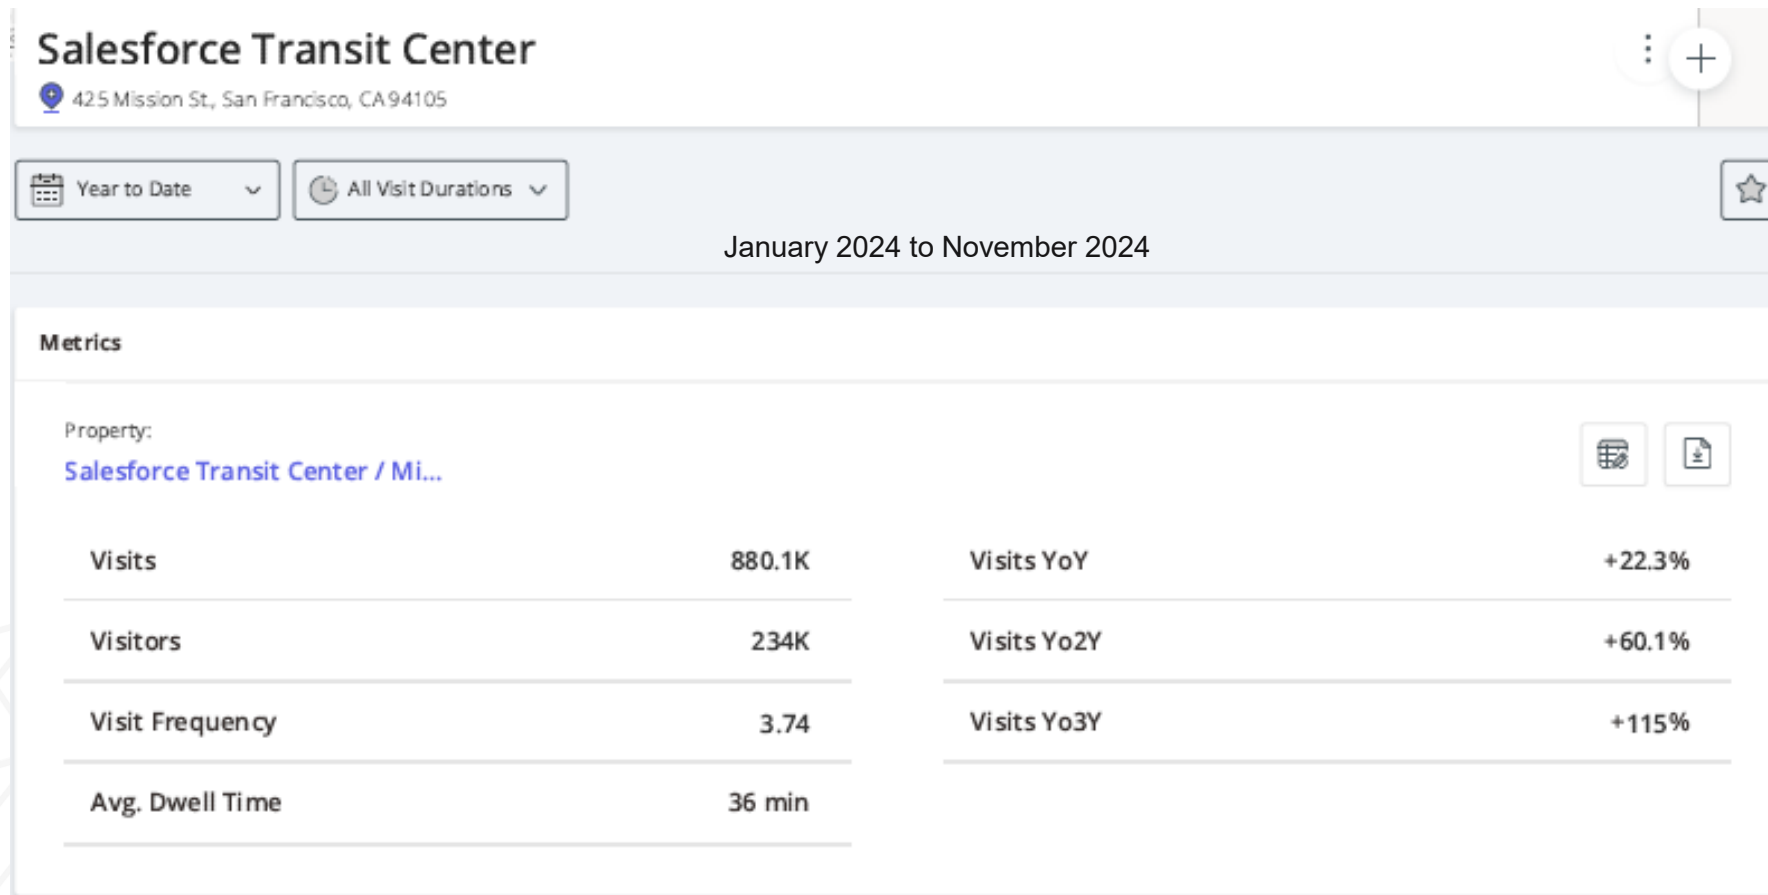 Salesforce Transit Center
425 Mission St., San Francisco, CA 94105
Year to Date
All Visit Durations
January 2024 to November 2024
Metrics
Property:
Salesforce Transit Center / Mi...
Visits 880.1K
Visits YoY +22.3%
Visitors 234K
Visits Yo2Y +60.1%
Visit Frequency 3.74
Visits Yo3Y +115%
Avg. Dwell Time 36 min